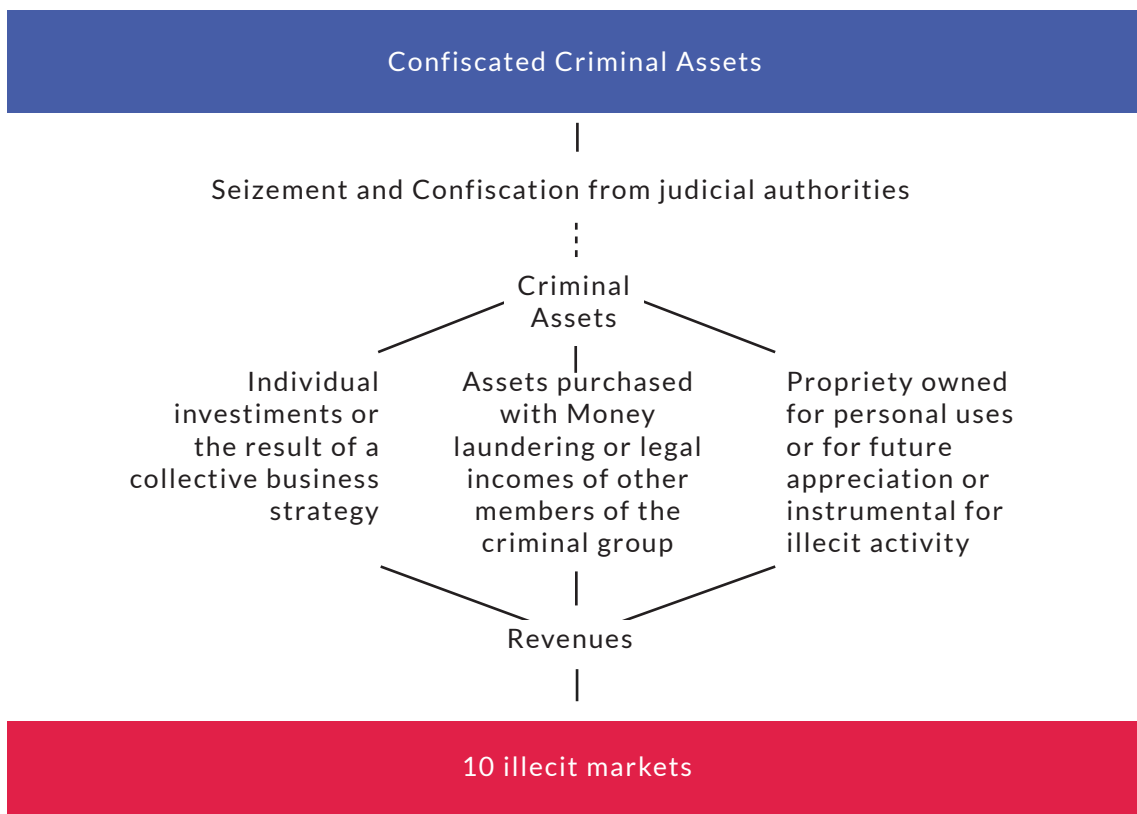 Confiscated Criminal Assets
Seizement and Confiscation from judicial authorities
Criminal
Assets
Individual
investiments or
the result of a
collective business
strategy
Assets purchased
with Money
laundering or legal
incomes of other
members of the
criminal group
Propriety owned
for personal uses
or for future
appreciation or
instrumental for
illecit activity
Revenues
10 illecit markets